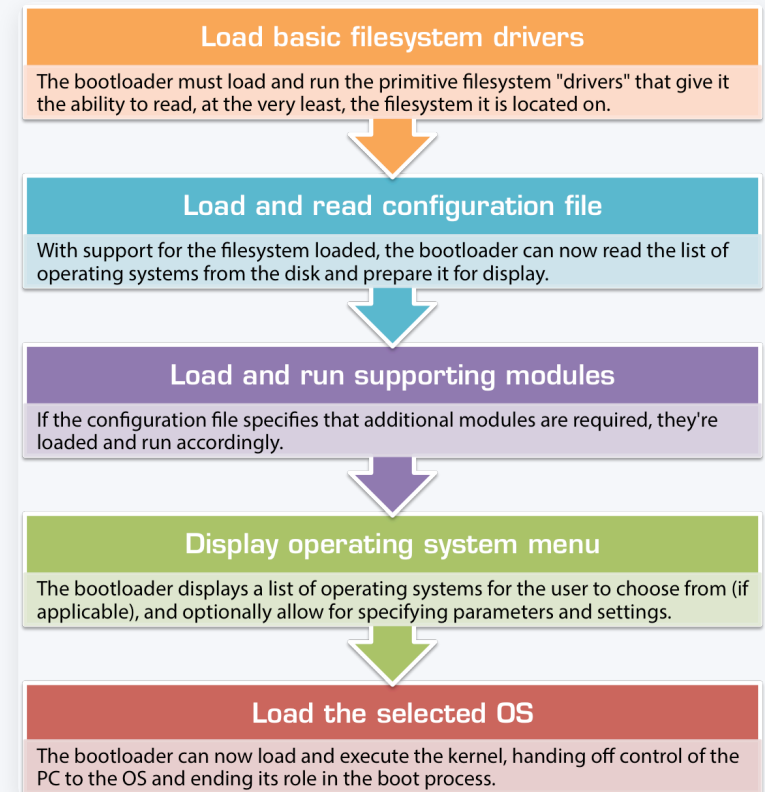 Load basic filesystem drivers
The bootloader must load and run the primitive filesystem "drivers" that give it
the ability to read, at the very least, the filesystem it is located on.
Load and read configuration file
With support for the filesystem loaded, the bootloader can now read the list of
operating systems from the disk and prepare it for display.
Load and run supporting modules
If the configuration file specifies that additional modules are required, they're
loaded and run accordingly.
Display operating system menu
The bootloader displays a list of operating systems for the user to choose from (if
applicable), and optionally allow for specifying parameters and settings.
Load the selected OS
The bootloader can now load and execute the kernel, handing off control of the
PC to the OS and ending its role in the boot process.